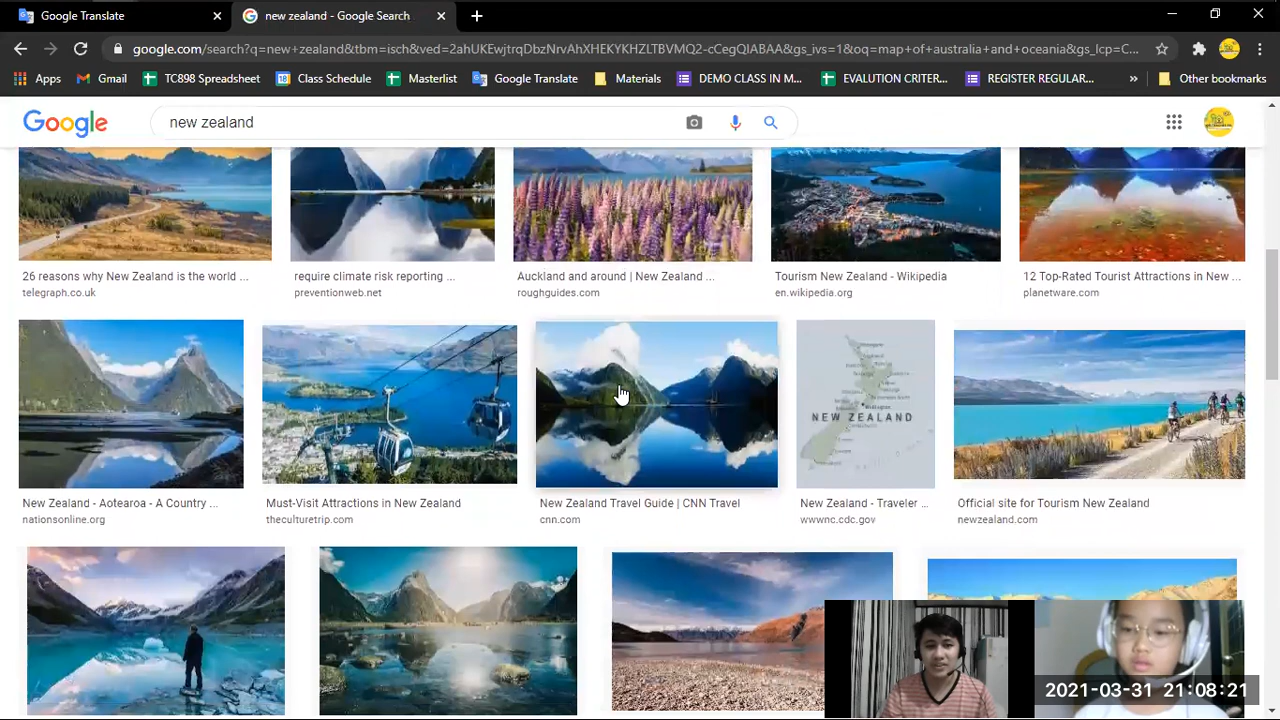 Google Translate
new zealand - Google Search
google.com/search?q=new+zealand&tbm=isch&ved=2ahUKEwjtrqDbzNrvAhXHEKYKHZLTBVMQ2-cCegQIABAA&gs_ivs=1&oq=map+of+australia+and+oceania&gs_lcp=C...
Apps
Gmail
TC898 Spreadsheet
Class Schedule
Masterlist
Google Translate
Materials
DEMO CLASS IN M...
EVALUTION CRITER...
REGISTER REGULAR...
»
Other bookmarks
Google
new zealand
26 reasons why New Zealand is the world ...
telegraph.co.uk
require climate risk reporting ...
preventionweb.net
Auckland and around | New Zealand ...
roughguides.com
Tourism New Zealand - Wikipedia
en.wikipedia.org
12 Top-Rated Tourist Attractions in New ...
planetware.com
NEW ZEALAND
New Zealand - Aotearoa - A Country ...
nationsonline.org
Must-Visit Attractions in New Zealand
theculturetrip.com
New Zealand Travel Guide | CNN Travel
cnn.com
New Zealand - Traveler ...
wwwnc.cdc.gov
Official site for Tourism New Zealand
newzealand.com
2021-03-31 21:08:21